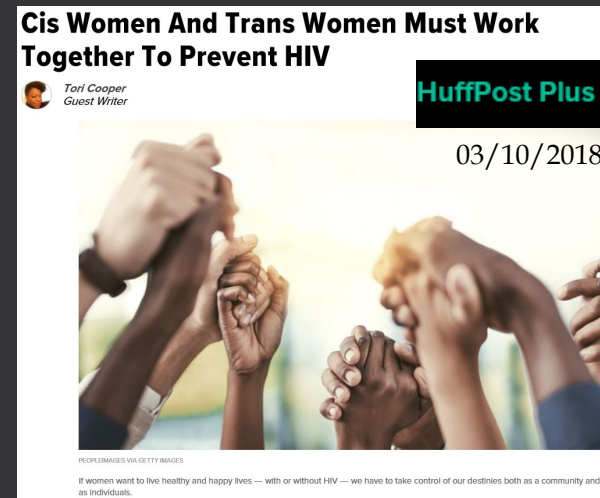 Cis Women And Trans Women Must Work
Together To Prevent HIV
Tori Cooper
Guest Writer
HuffPost Plus
03/10/2018
PEOPLEIMAGES VIA GETTY IMAGES
If women want to live healthy and happy lives — with or without HIV — we have to take control of our destinies both as a community and
as individuals.